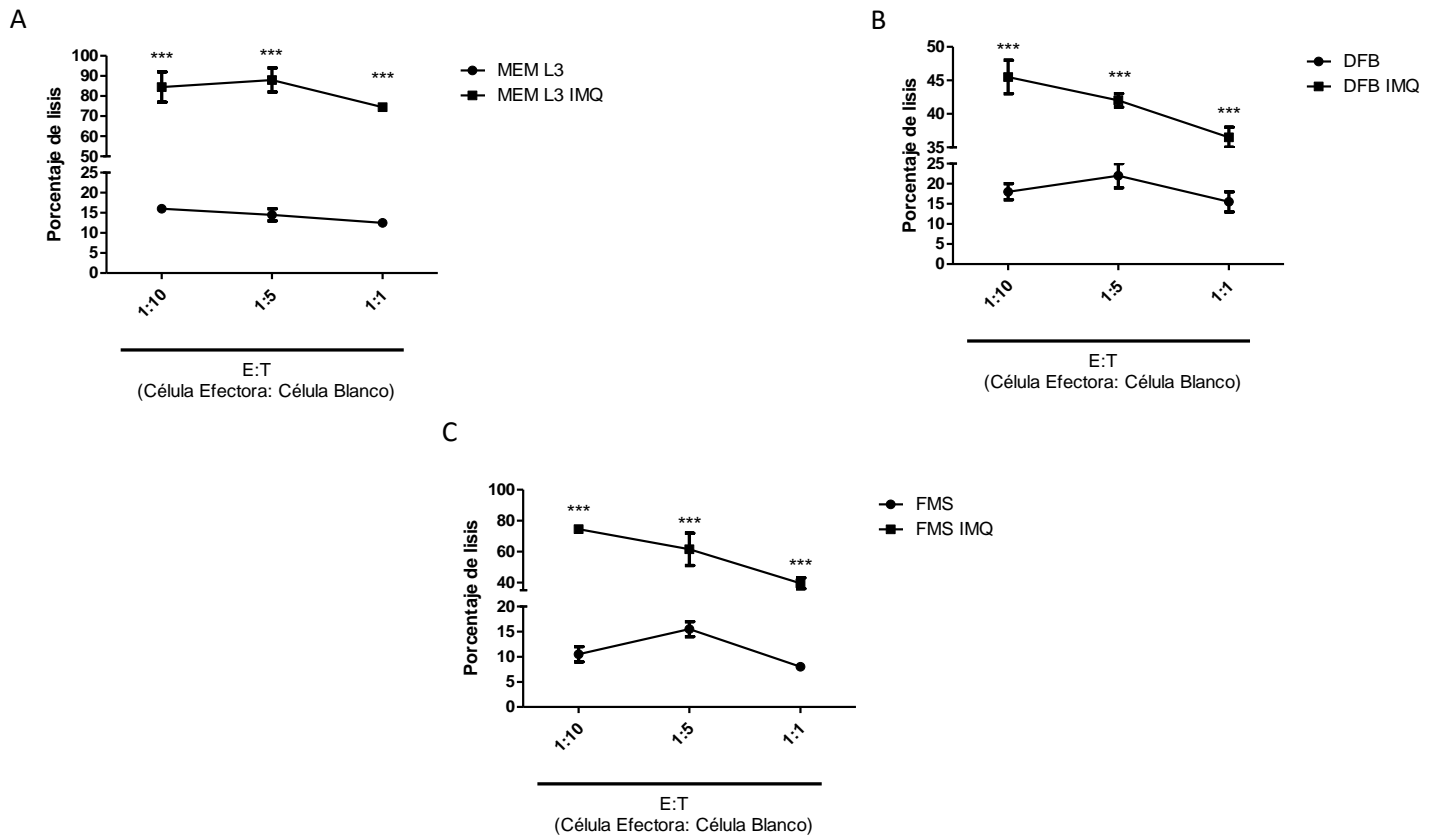 A
Porcentaje de lisis
100
90
80
70
60
50
25
20
15
10
5
0
***
***
***
MEM L3
MEM L3 IMQ
1:10
1:5
1:1
E:T
(Célula Efectora: Célula Blanco)
B
Porcentaje de lisis
50
45
40
35
25
20
15
10
5
0
***
***
***
DFB
DFB IMQ
1:10
1:5
1:1
E:T
(Célula Efectora: Célula Blanco)
C
Porcentaje de lisis
100
80
60
40
20
15
10
5
0
***
***
***
FMS
FMS IMQ
1:10
1:5
1:1
E:T
(Célula Efectora: Célula Blanco)